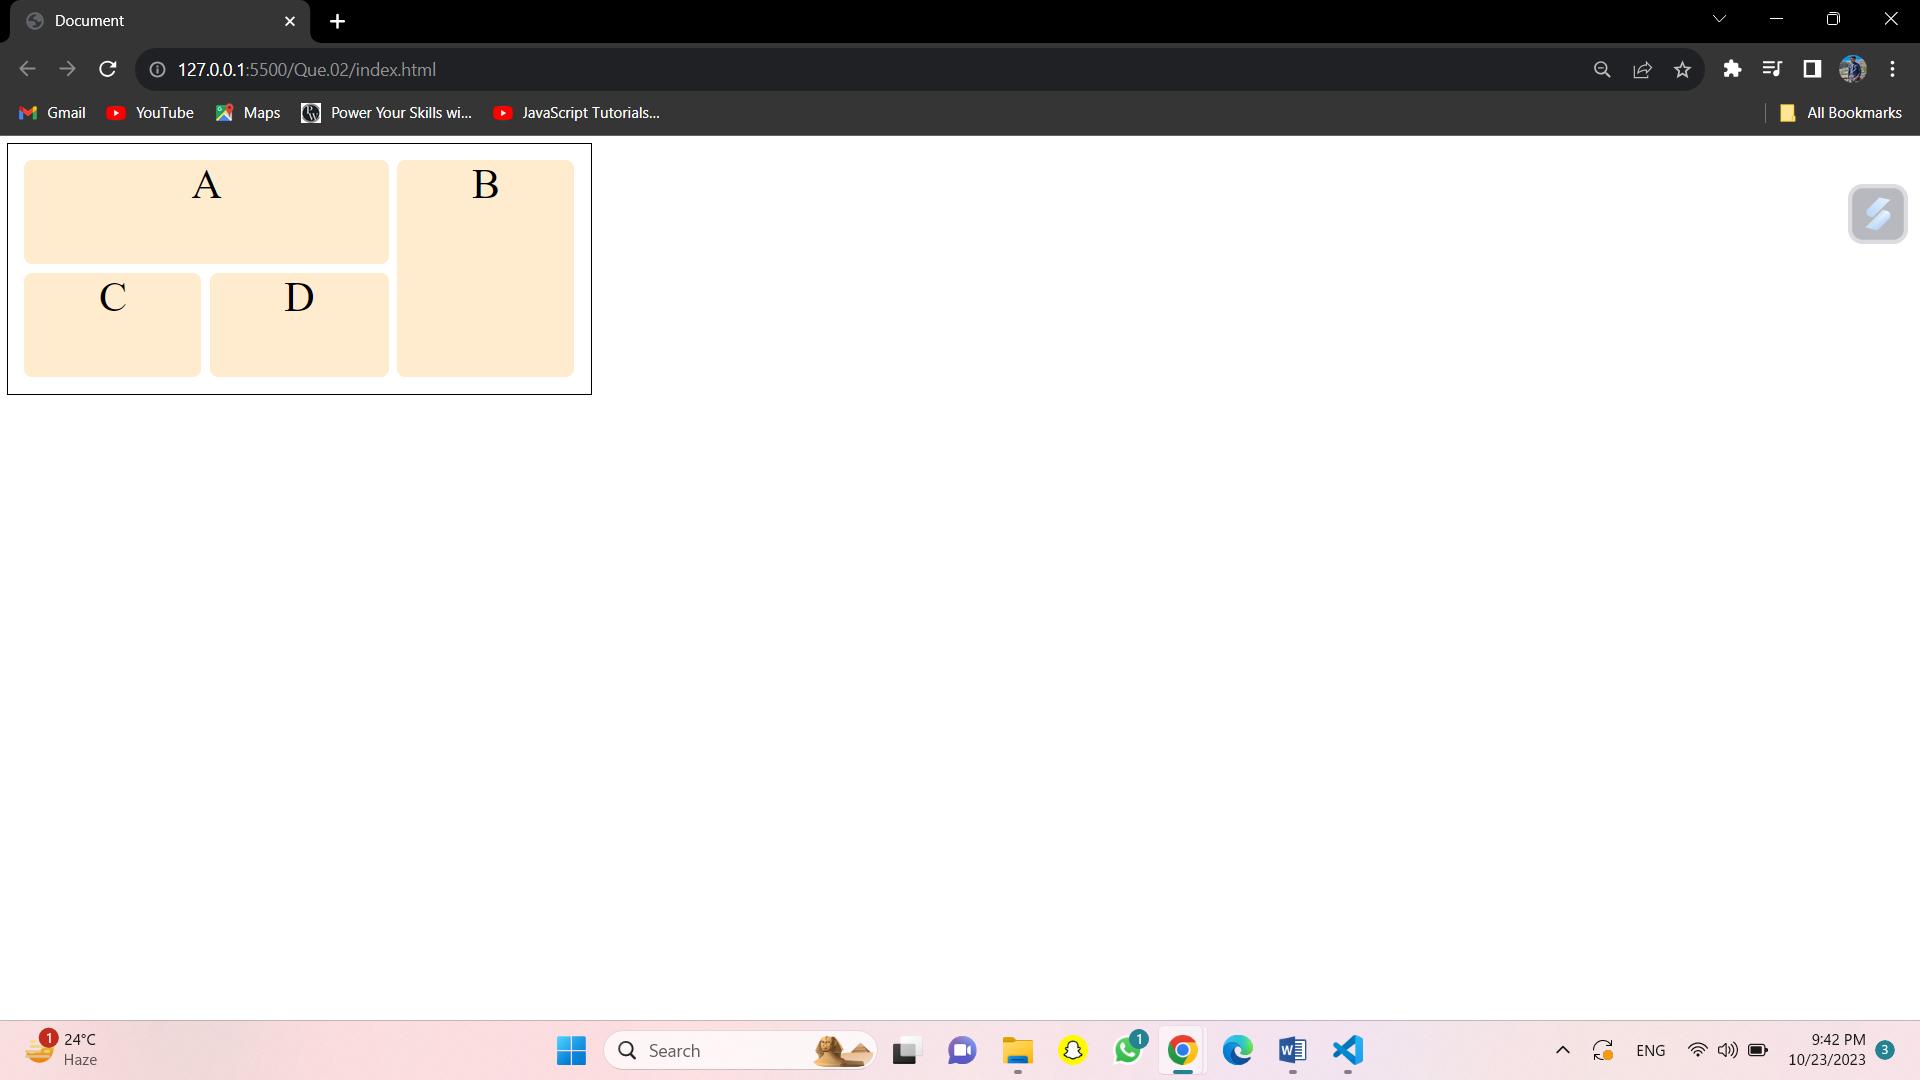 Document
127.0.0.1:5500/Que.02/index.html
Gmail YouTube Maps Power Your Skills wi... JavaScript Tutorials... All Bookmarks
A B
C D
1 24°C
Haze
Search
1
ENG
9:42 PM
10/23/2023
3